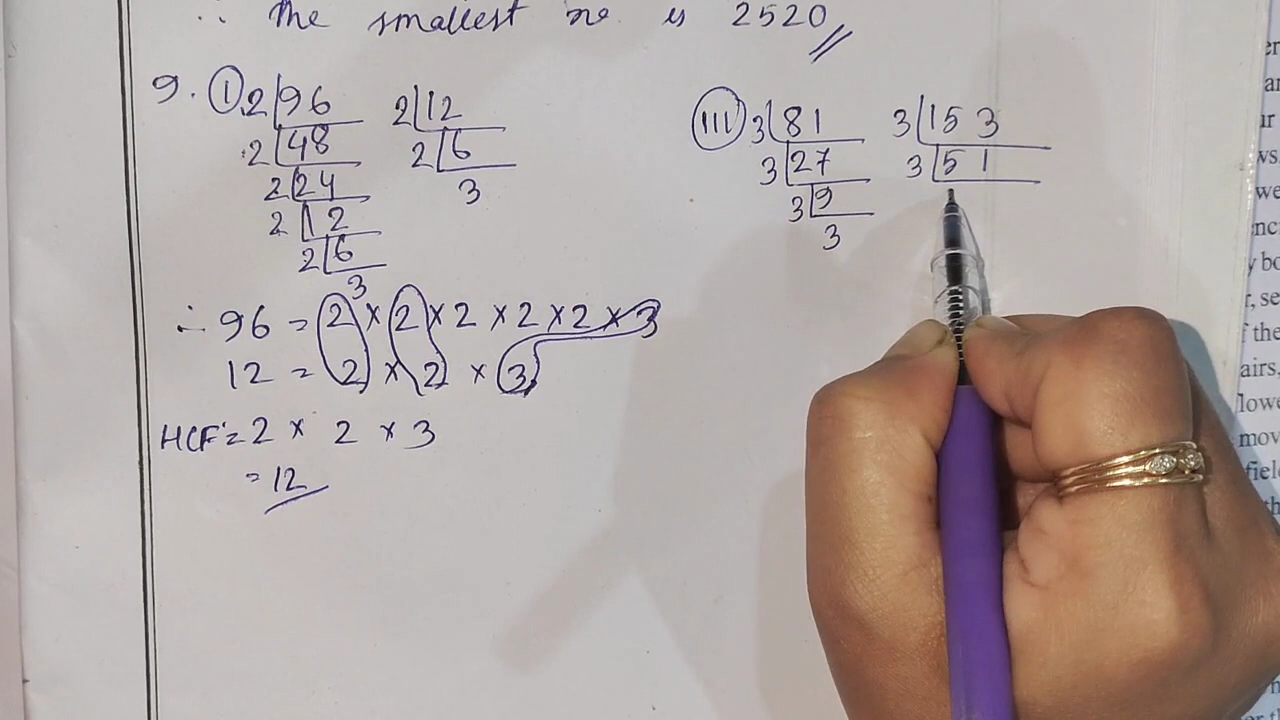 ∴ The smallest no is 2520
9. (i) 2|96 2|12
2|48 2|6
2|24 3
2|12
2|6
3
∴ 96 = 2 × 2 × 2 × 2 × 2 × 3
12 = 2 × 2 × 3
HCF = 2 × 2 × 3
= 12
(iii) 3|81 3|153
3|27 3|51
3|9
3